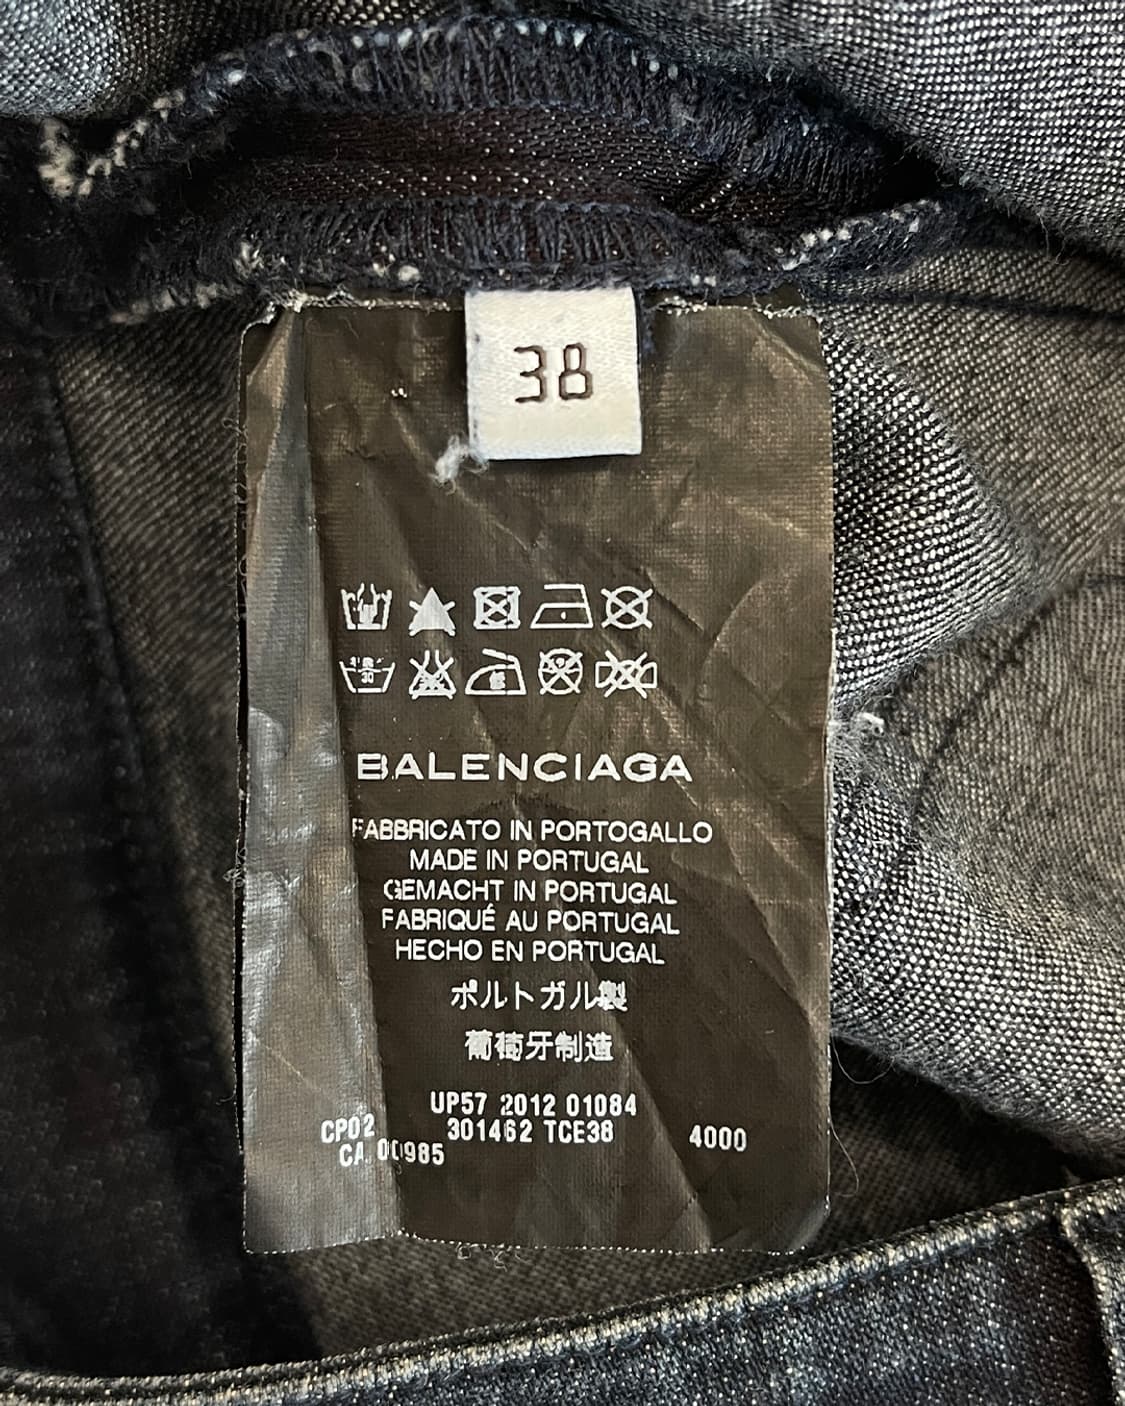 38
30
BALENCIAGA
FABBRICATO IN PORTOGALLO
MADE IN PORTUGAL
GEMACHT IN PORTUGAL
FABRIQUÉ AU PORTUGAL
HECHO EN PORTUGAL
ポルトガル製
葡萄牙制造
UP57 2012 01084
CP02 301462 TCE38 4000
CA 00985